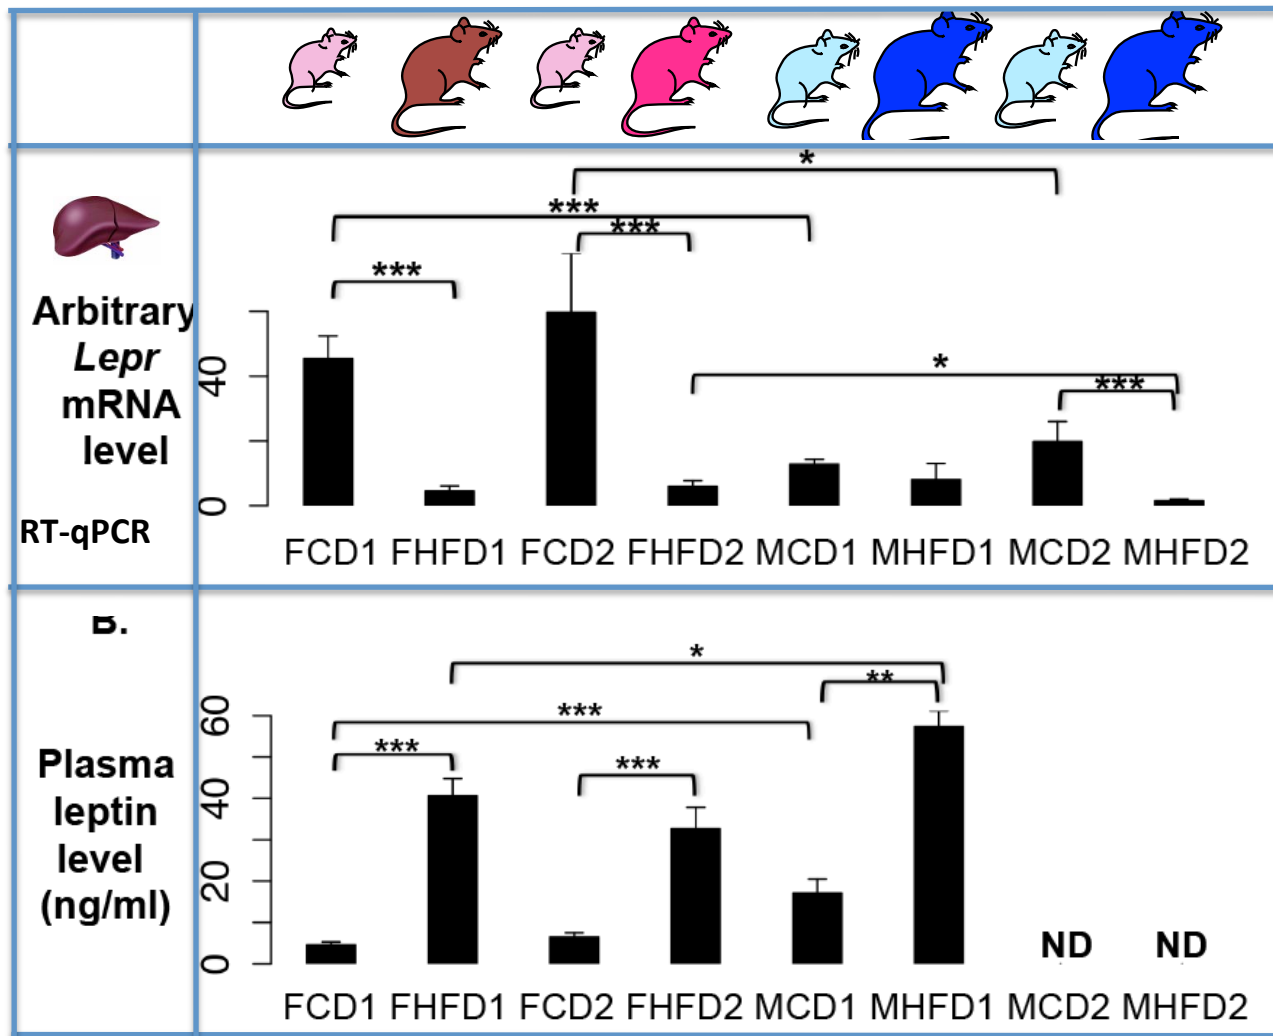 *
***
***
***
*
***
Arbitrary
Lepr
mRNA
level
RT-qPCR
40
0
FCD1 FHFD1 FCD2 FHFD2 MCD1 MHFD1 MCD2 MHFD2
B.
*
**
***
***
***
Plasma
leptin
level
(ng/ml)
60
40
20
0
ND ND
FCD1 FHFD1 FCD2 FHFD2 MCD1 MHFD1 MCD2 MHFD2